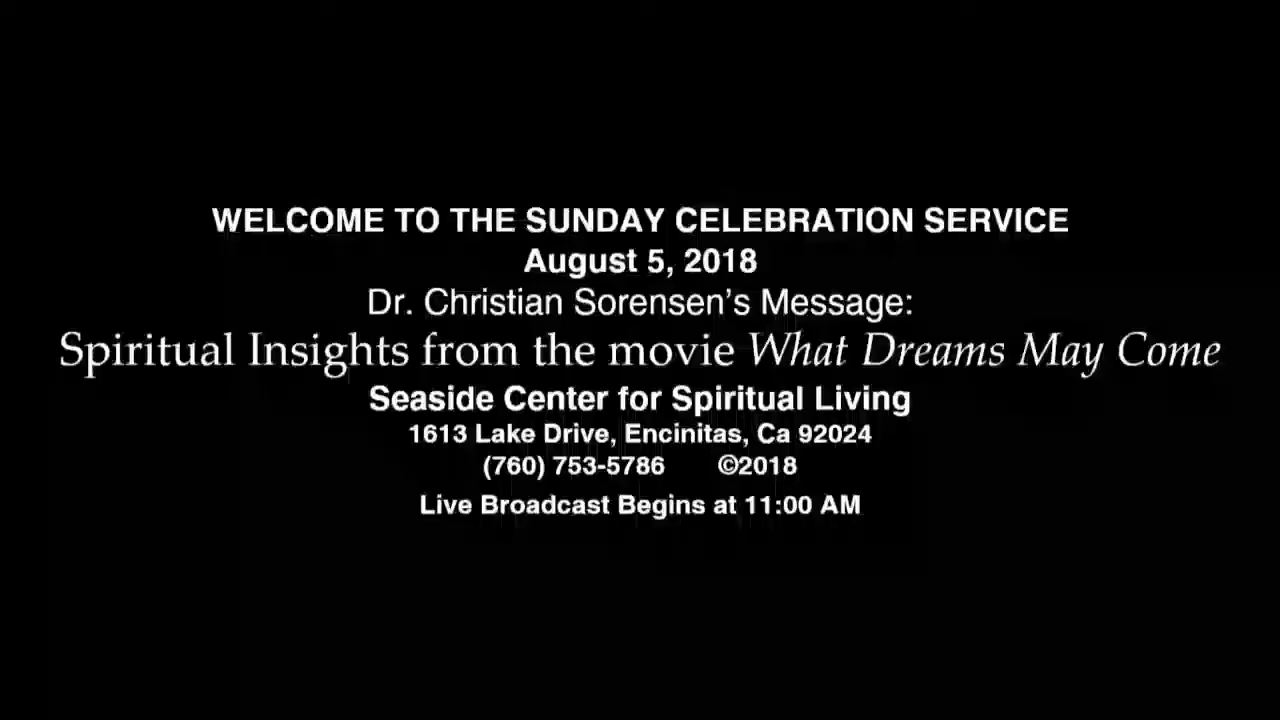 WELCOME TO THE SUNDAY CELEBRATION SERVICE
August 5, 2018
Dr. Christian Sorensen’s Message:
Spiritual Insights from the movie What Dreams May Come
Seaside Center for Spiritual Living
1613 Lake Drive, Encinitas, Ca 92024
(760) 753-5786 ©2018
Live Broadcast Begins at 11:00 AM